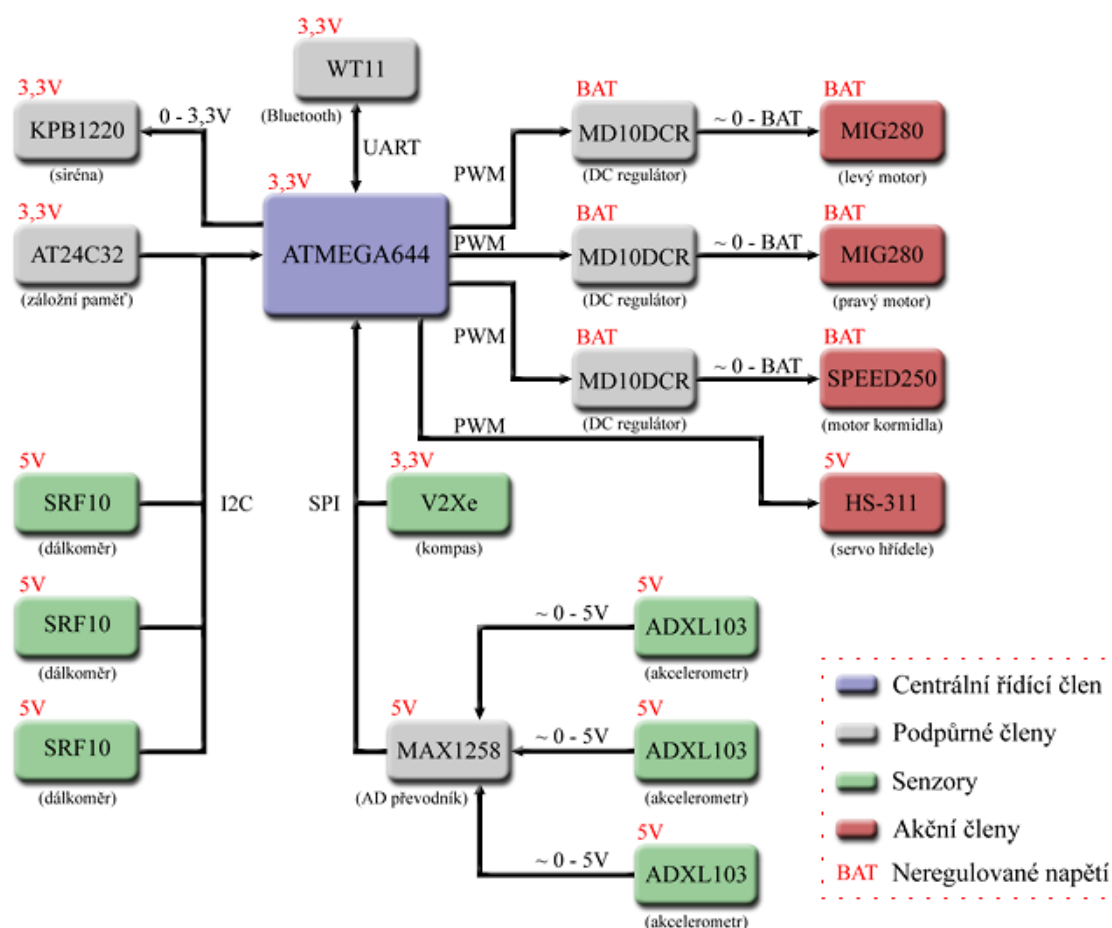 3,3V
WT11
(Bluetooth)
UART
3,3V
KPB1220
(siréna)
0 - 3,3V
3,3V
AT24C32
(záložní paměť)
3,3V
ATMEGA644
PWM
BAT
MD10DCR
(DC regulátor)
~ 0 - BAT
BAT
MIG280
(levý motor)
PWM
BAT
MD10DCR
(DC regulátor)
~ 0 - BAT
BAT
MIG280
(pravý motor)
PWM
BAT
MD10DCR
(DC regulátor)
~ 0 - BAT
BAT
SPEED250
(motor kormidla)
PWM
5V
HS-311
(servo hřídele)
5V
SRF10
(dálkoměr)
I2C
5V
SRF10
(dálkoměr)
5V
SRF10
(dálkoměr)
SPI
3,3V
V2Xe
(kompas)
5V
MAX1258
(AD převodník)
~ 0 - 5V
5V
ADXL103
(akcelerometr)
~ 0 - 5V
5V
ADXL103
(akcelerometr)
~ 0 - 5V
5V
ADXL103
(akcelerometr)
Centrální řídící člen
Podpůrné členy
Senzory
Akční členy
BAT Neregulované napětí